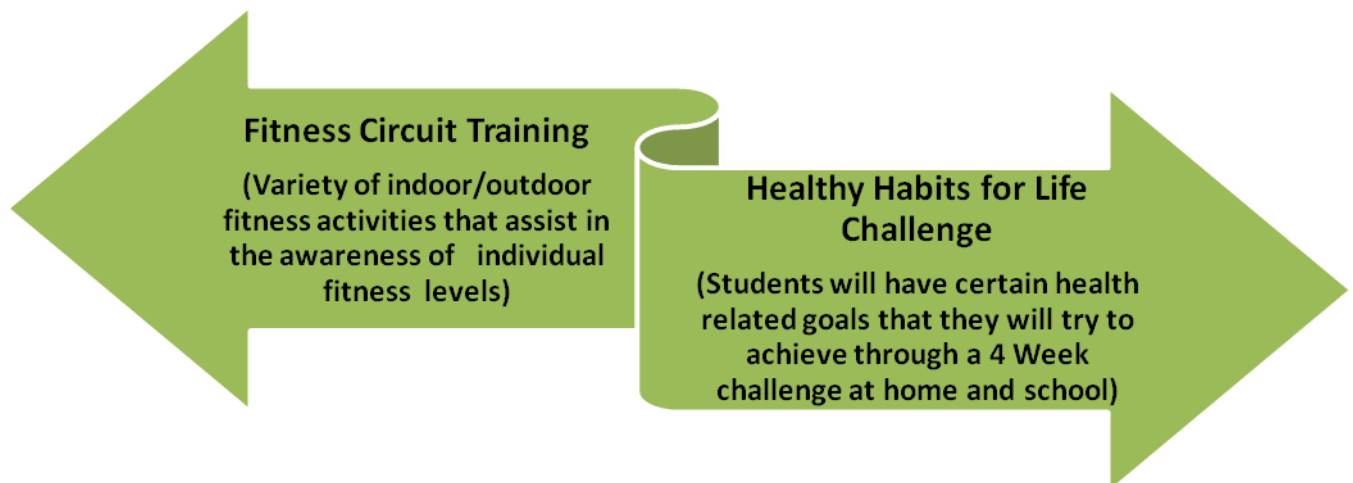 Fitness Circuit Training
(Variety of indoor/outdoor
fitness activities that assist in
the awareness of individual
fitness levels)
Healthy Habits for Life
Challenge
(Students will have certain health
related goals that they will try to
achieve through a 4 Week
challenge at home and school)